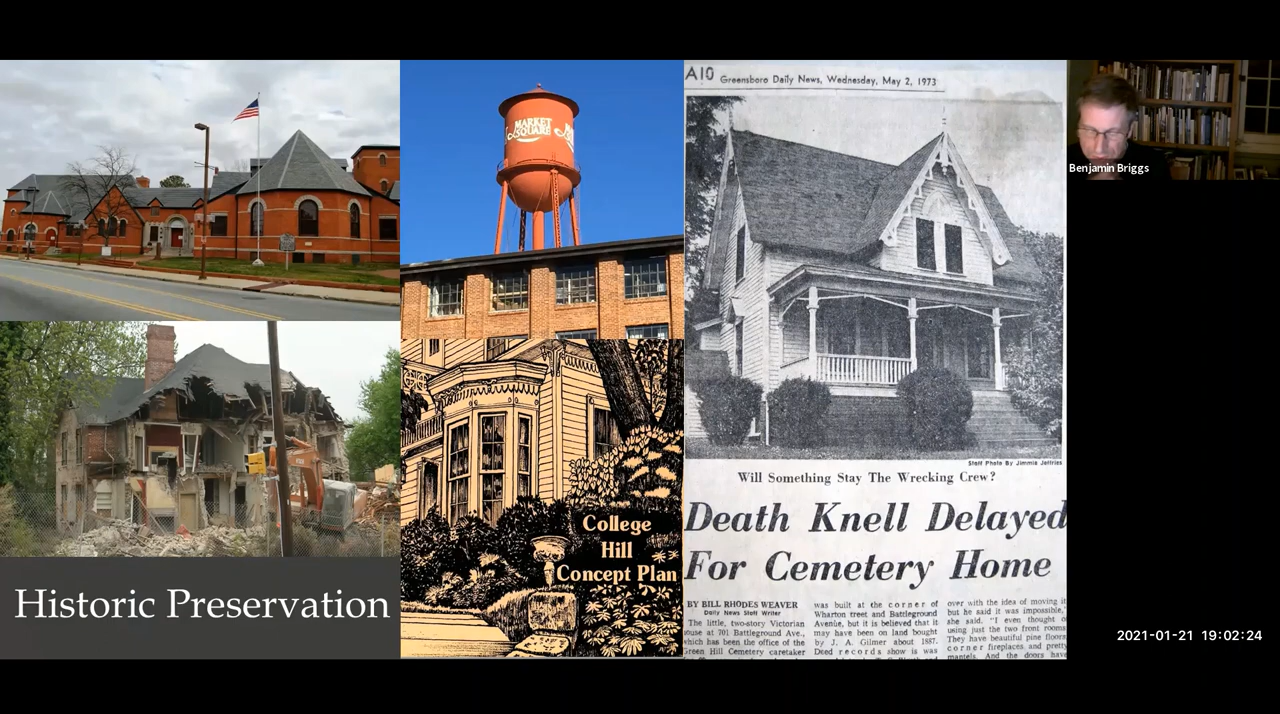 MARKET
SQUARE
Historic Preservation
College
Hill
Concept Plan
A10 Greensboro Daily News, Wednesday, May 2, 1973
Staff Photo By Jimmie Jeffries
Will Something Stay The Wrecking Crew?
Death Knell Delayed
For Cemetery Home
BY BILL RHODES WEAVER
Daily News Staff Writer
The little, two-story Victorian
house at 701 Battleground Ave.,
which has been the office of the
Green Hill Cemetery caretaker
was built at the corner of
Wharton treet and Battleground
Avenue, but it is believed that it
may have been on land bought
by J. A. Gilmer about 1887.
Deed records show is was
over with the idea of moving it
but he said it was impossible,"
she said. "I even thought o
using just the two front rooms
They have beautiful pine floors
corner fireplaces and pretty
mantels. And the doors have
Benjamin Briggs
2021-01-21 19:02:24